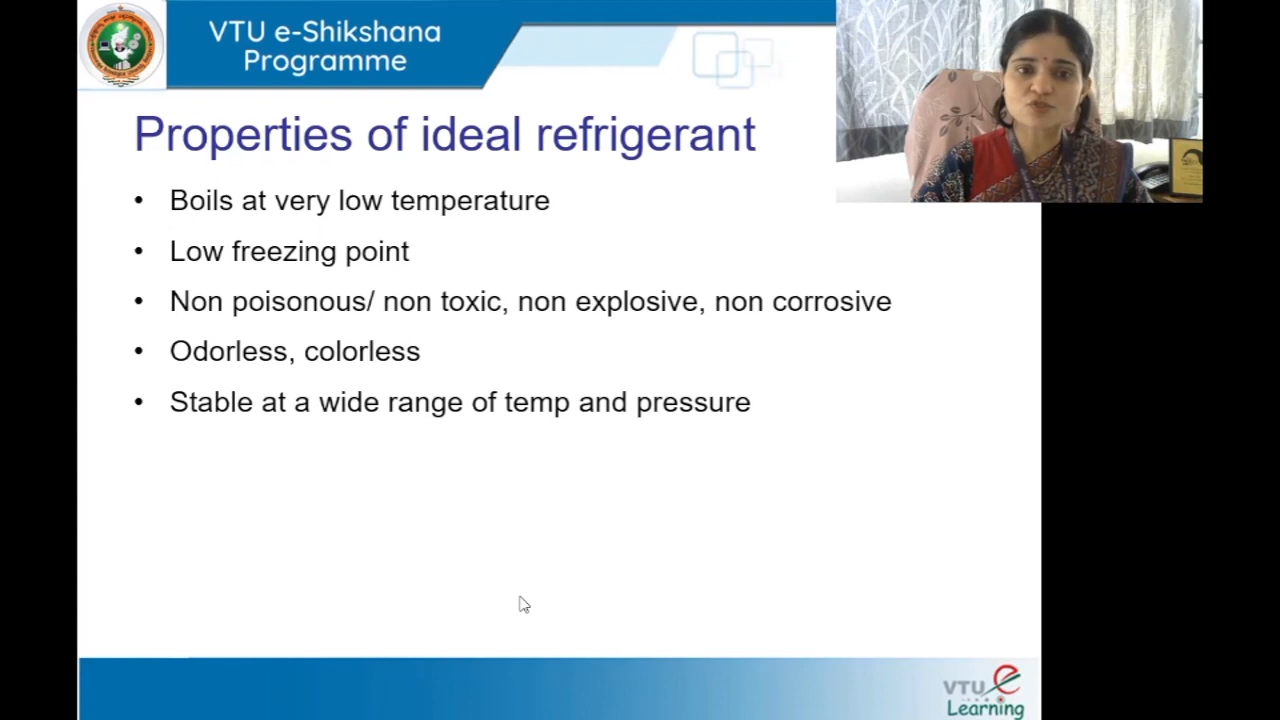 VTU e-Shikshana
Programme
Properties of ideal refrigerant
• Boils at very low temperature
• Low freezing point
• Non poisonous/ non toxic, non explosive, non corrosive
• Odorless, colorless
• Stable at a wide range of temp and pressure
VTU e
Learning